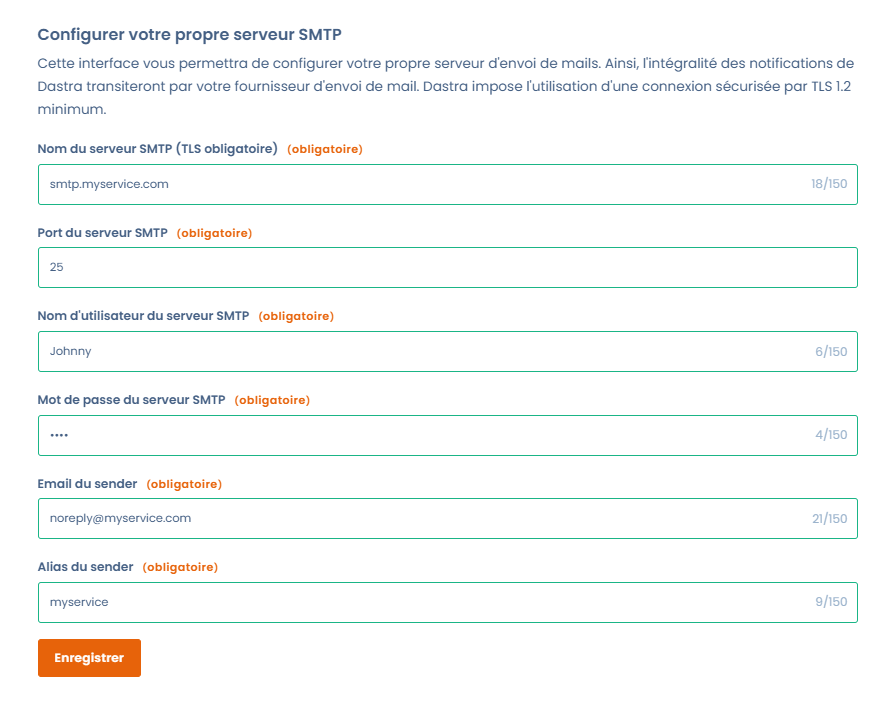 Configurer votre propre serveur SMTP
Cette interface vous permettra de configurer votre propre serveur d'envoi de mails. Ainsi, l'intégralité des notifications de
Dastra transiteront par votre fournisseur d'envoi de mail. Dastra impose l'utilisation d'une connexion sécurisée par TLS 1.2
minimum.
Nom du serveur SMTP (TLS obligatoire) (obligatoire)
smtp.myservice.com 18/150
Port du serveur SMTP (obligatoire)
25
Nom d'utilisateur du serveur SMTP (obligatoire)
Johnny 6/150
Mot de passe du serveur SMTP (obligatoire)
•••• 4/150
Email du sender (obligatoire)
noreply@myservice.com 21/150
Alias du sender (obligatoire)
myservice 9/150
Enregistrer